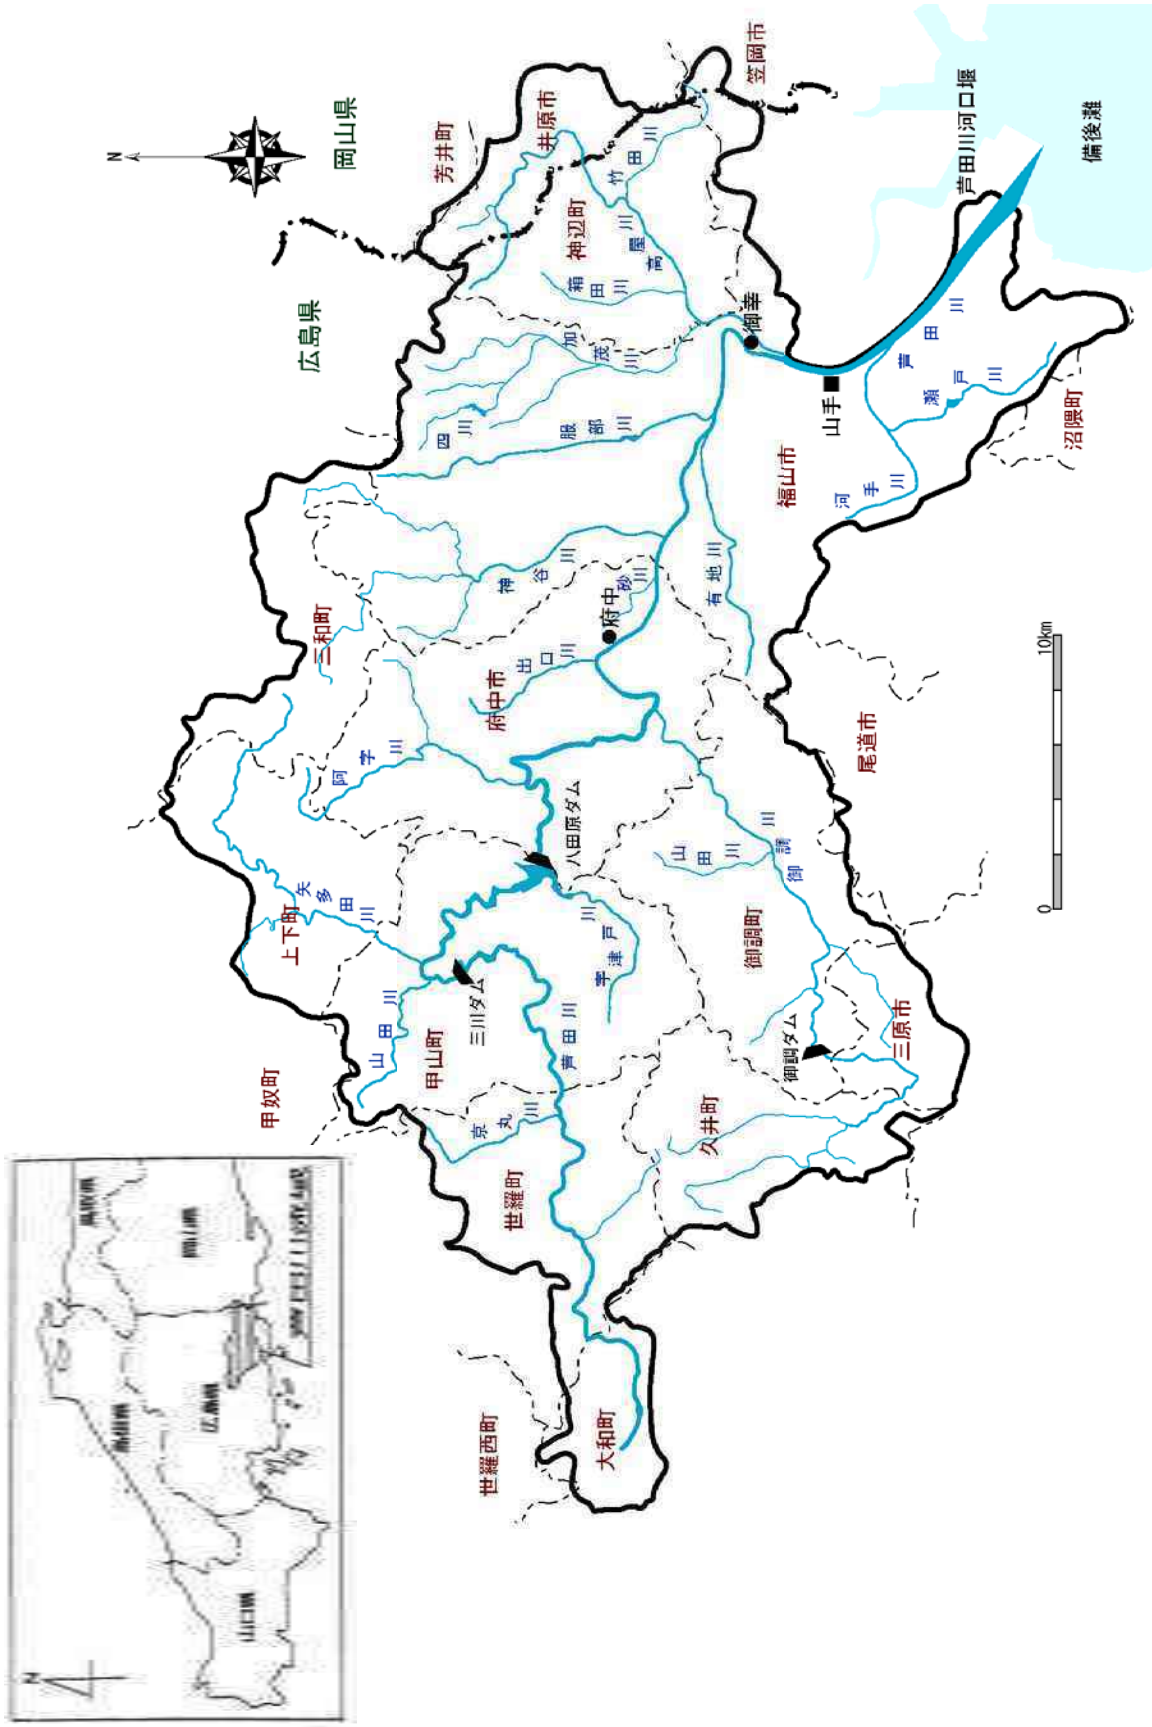 N
岡山県
広島県
芳井町
井原市
笠岡市
神辺町
竹田川
高屋川
箱田川
加茂川
四川
服部川
御幸
芦田川河口堰
備後灘
山手
芦田川
瀬戸川
沼隈町
河手川
福山市
神谷川
砂川
有地川
三和町
府中
出口川
府中市
尾道市
阿字川
八田原ダム
山田川
御調川
矢多田川
上下町
宇津戸川
御調町
三川ダム
山田川
甲山町
芦田川
御調ダム
三原市
甲奴町
京丸川
久井町
世羅町
世羅西町
大和町
0
10km
N